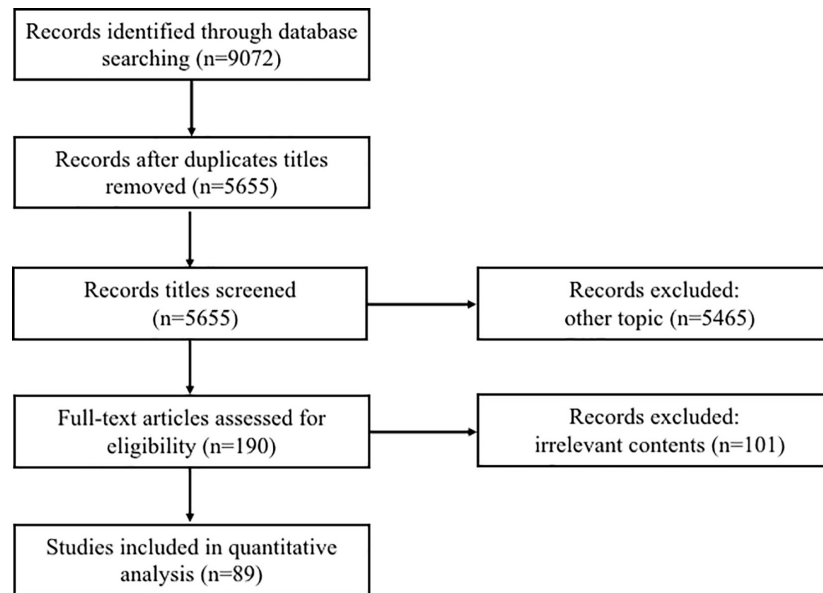 Records identified through database
searching (n=9072)
Records after duplicates titles
removed (n=5655)
Records titles screened
(n=5655)
Records excluded:
other topic (n=5465)
Full-text articles assessed for
eligibility (n=190)
Records excluded:
irrelevant contents (n=101)
Studies included in quantitative
analysis (n=89)